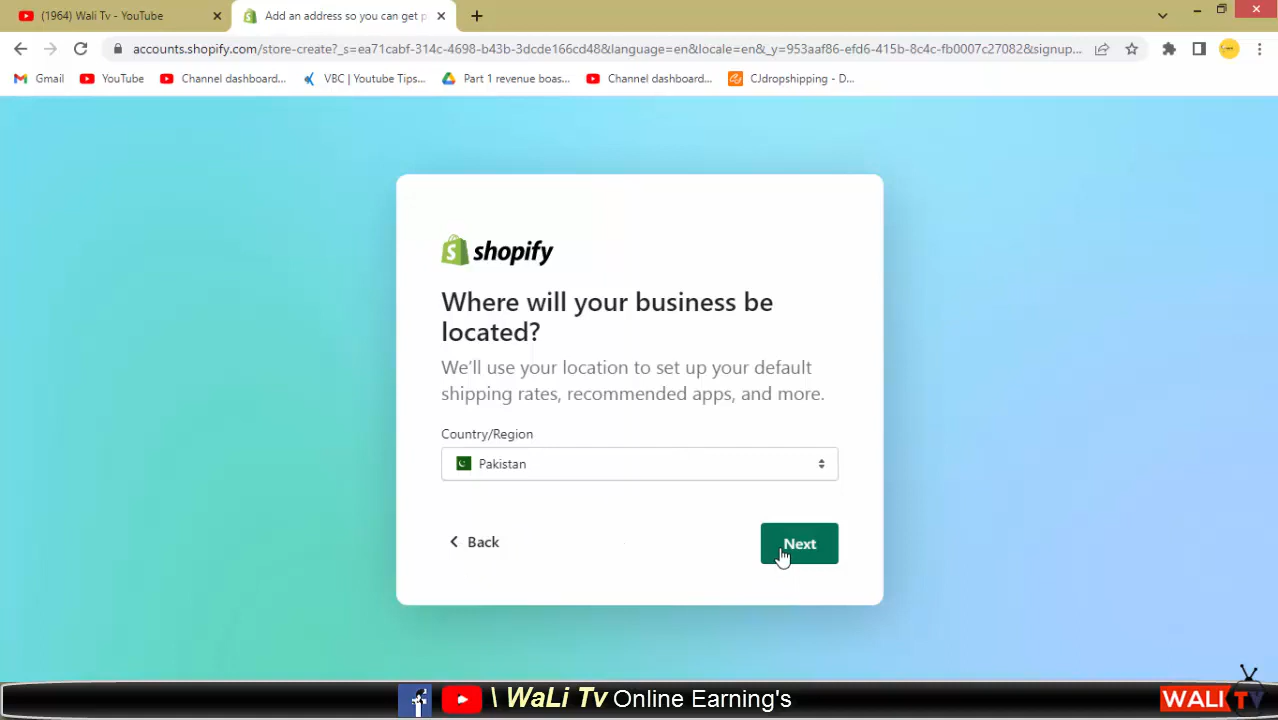 (1964) Wali Tv - YouTube
Add an address so you can get p
accounts.shopify.com/store-create?_s=ea71cabf-314c-4698-b43b-3dcde166cd48&language=en&locale=en&_y=953aaf86-efd6-415b-8c4c-fb0007c27082&signup...
Gmail
YouTube
Channel dashboard...
VBC | Youtube Tips...
Part 1 revenue boas...
Channel dashboard...
CJdropshipping - D...
shopify
Where will your business be
located?
We'll use your location to set up your default
shipping rates, recommended apps, and more.
Country/Region
Pakistan
Back
Next
\ WaLi Tv Online Earning's
WALI TV